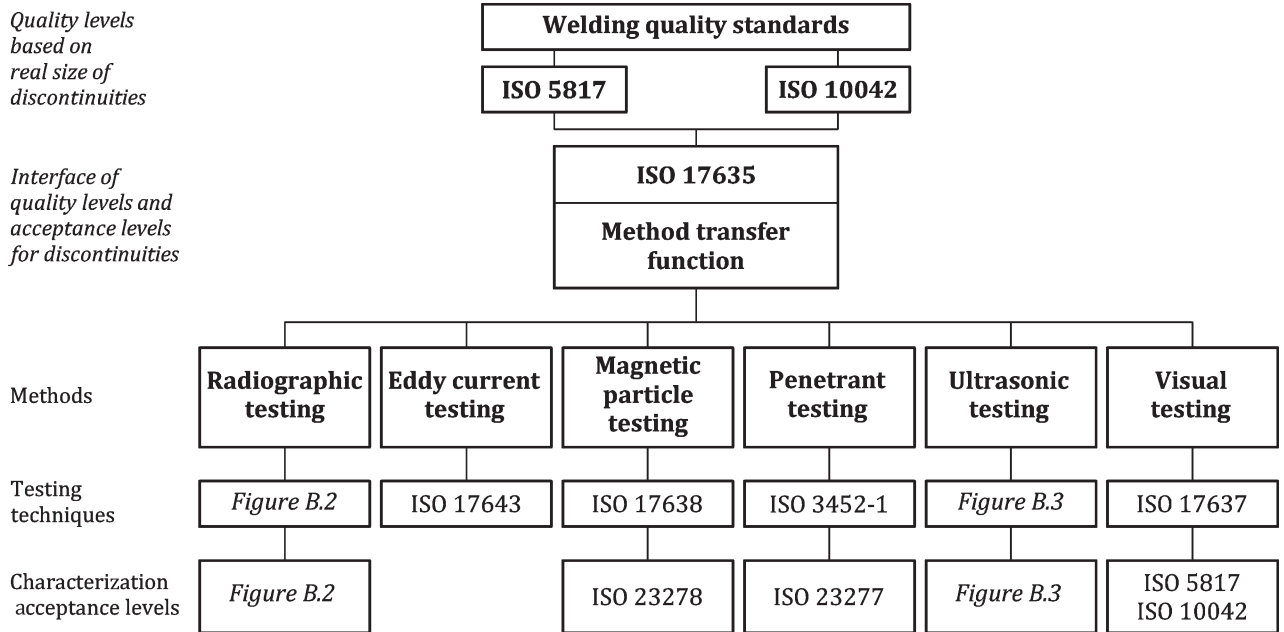 Quality levels
based on
real size of
discontinuities
Welding quality standards
ISO 5817
ISO 10042
Interface of
quality levels and
acceptance levels
for discontinuities
ISO 17635
Method transfer
function
Methods
Radiographic
testing
Eddy current
testing
Magnetic
particle
testing
Penetrant
testing
Ultrasonic
testing
Visual
testing
Testing
techniques
Figure B.2
ISO 17643
ISO 17638
ISO 3452-1
Figure B.3
ISO 17637
Characterization
acceptance levels
Figure B.2
ISO 23278
ISO 23277
Figure B.3
ISO 5817
ISO 10042